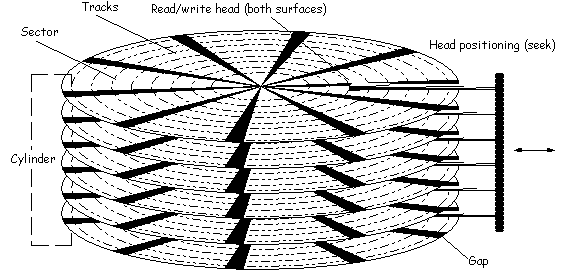 Tracks
Read/write head (both surfaces)
Sector
Head positioning (seek)
Cylinder
Gap